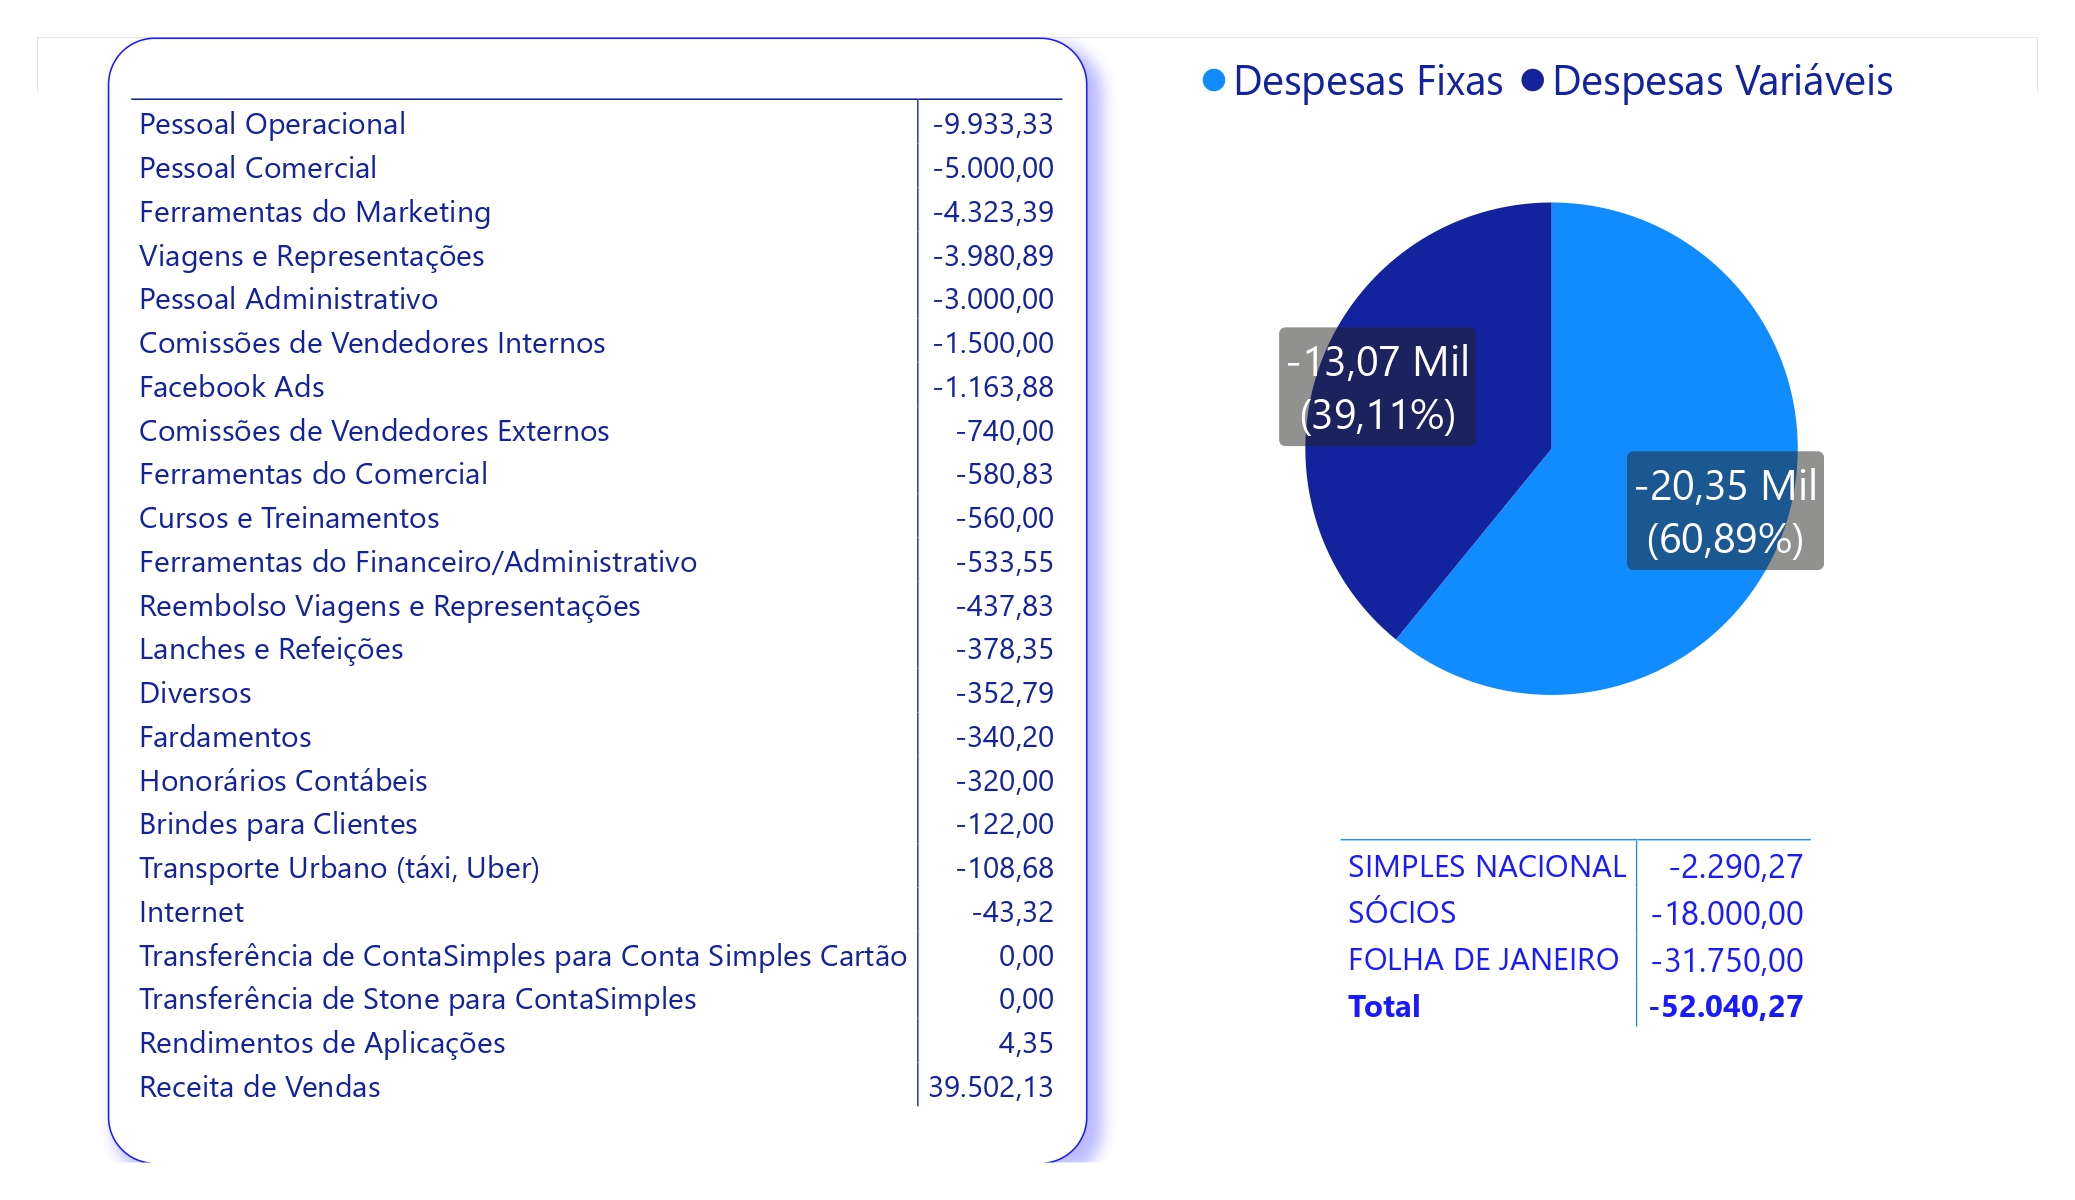 Pessoal Operacional -9.933,33
Pessoal Comercial -5.000,00
Ferramentas do Marketing -4.323,39
Viagens e Representações -3.980,89
Pessoal Administrativo -3.000,00
Comissões de Vendedores Internos -1.500,00
Facebook Ads -1.163,88
Comissões de Vendedores Externos -740,00
Ferramentas do Comercial -580,83
Cursos e Treinamentos -560,00
Ferramentas do Financeiro/Administrativo -533,55
Reembolso Viagens e Representações -437,83
Lanches e Refeições -378,35
Diversos -352,79
Fardamentos -340,20
Honorários Contábeis -320,00
Brindes para Clientes -122,00
Transporte Urbano (táxi, Uber) -108,68
Internet -43,32
Transferência de ContaSimples para Conta Simples Cartão 0,00
Transferência de Stone para ContaSimples 0,00
Rendimentos de Aplicações 4,35
Receita de Vendas 39.502,13
Despesas Fixas Despesas Variáveis
-13,07 Mil
(39,11%)
-20,35 Mil
(60,89%)
SIMPLES NACIONAL -2.290,27
SÓCIOS -18.000,00
FOLHA DE JANEIRO -31.750,00
Total -52.040,27